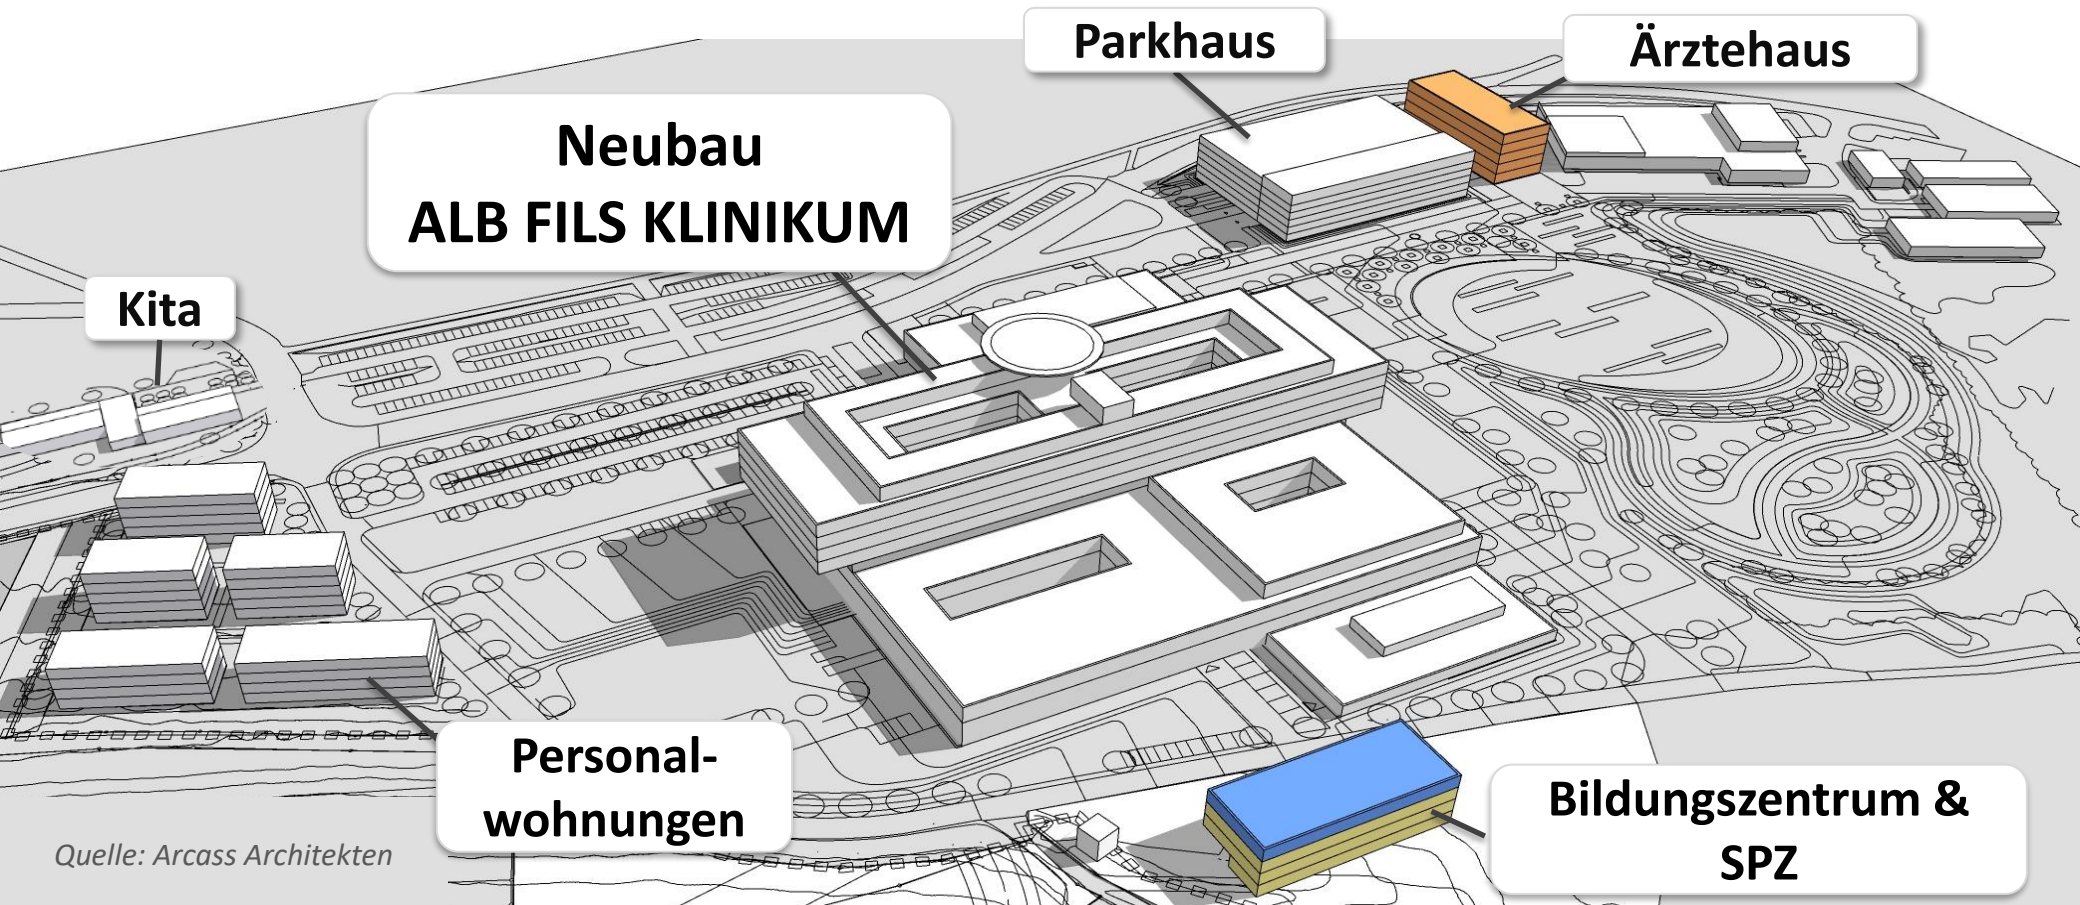 Parkhaus
Ärztehaus
Neubau
ALB FILS KLINIKUM
Kita
Personal-
wohnungen
Bildungszentrum &
SPZ
Quelle: Arcass Architekten